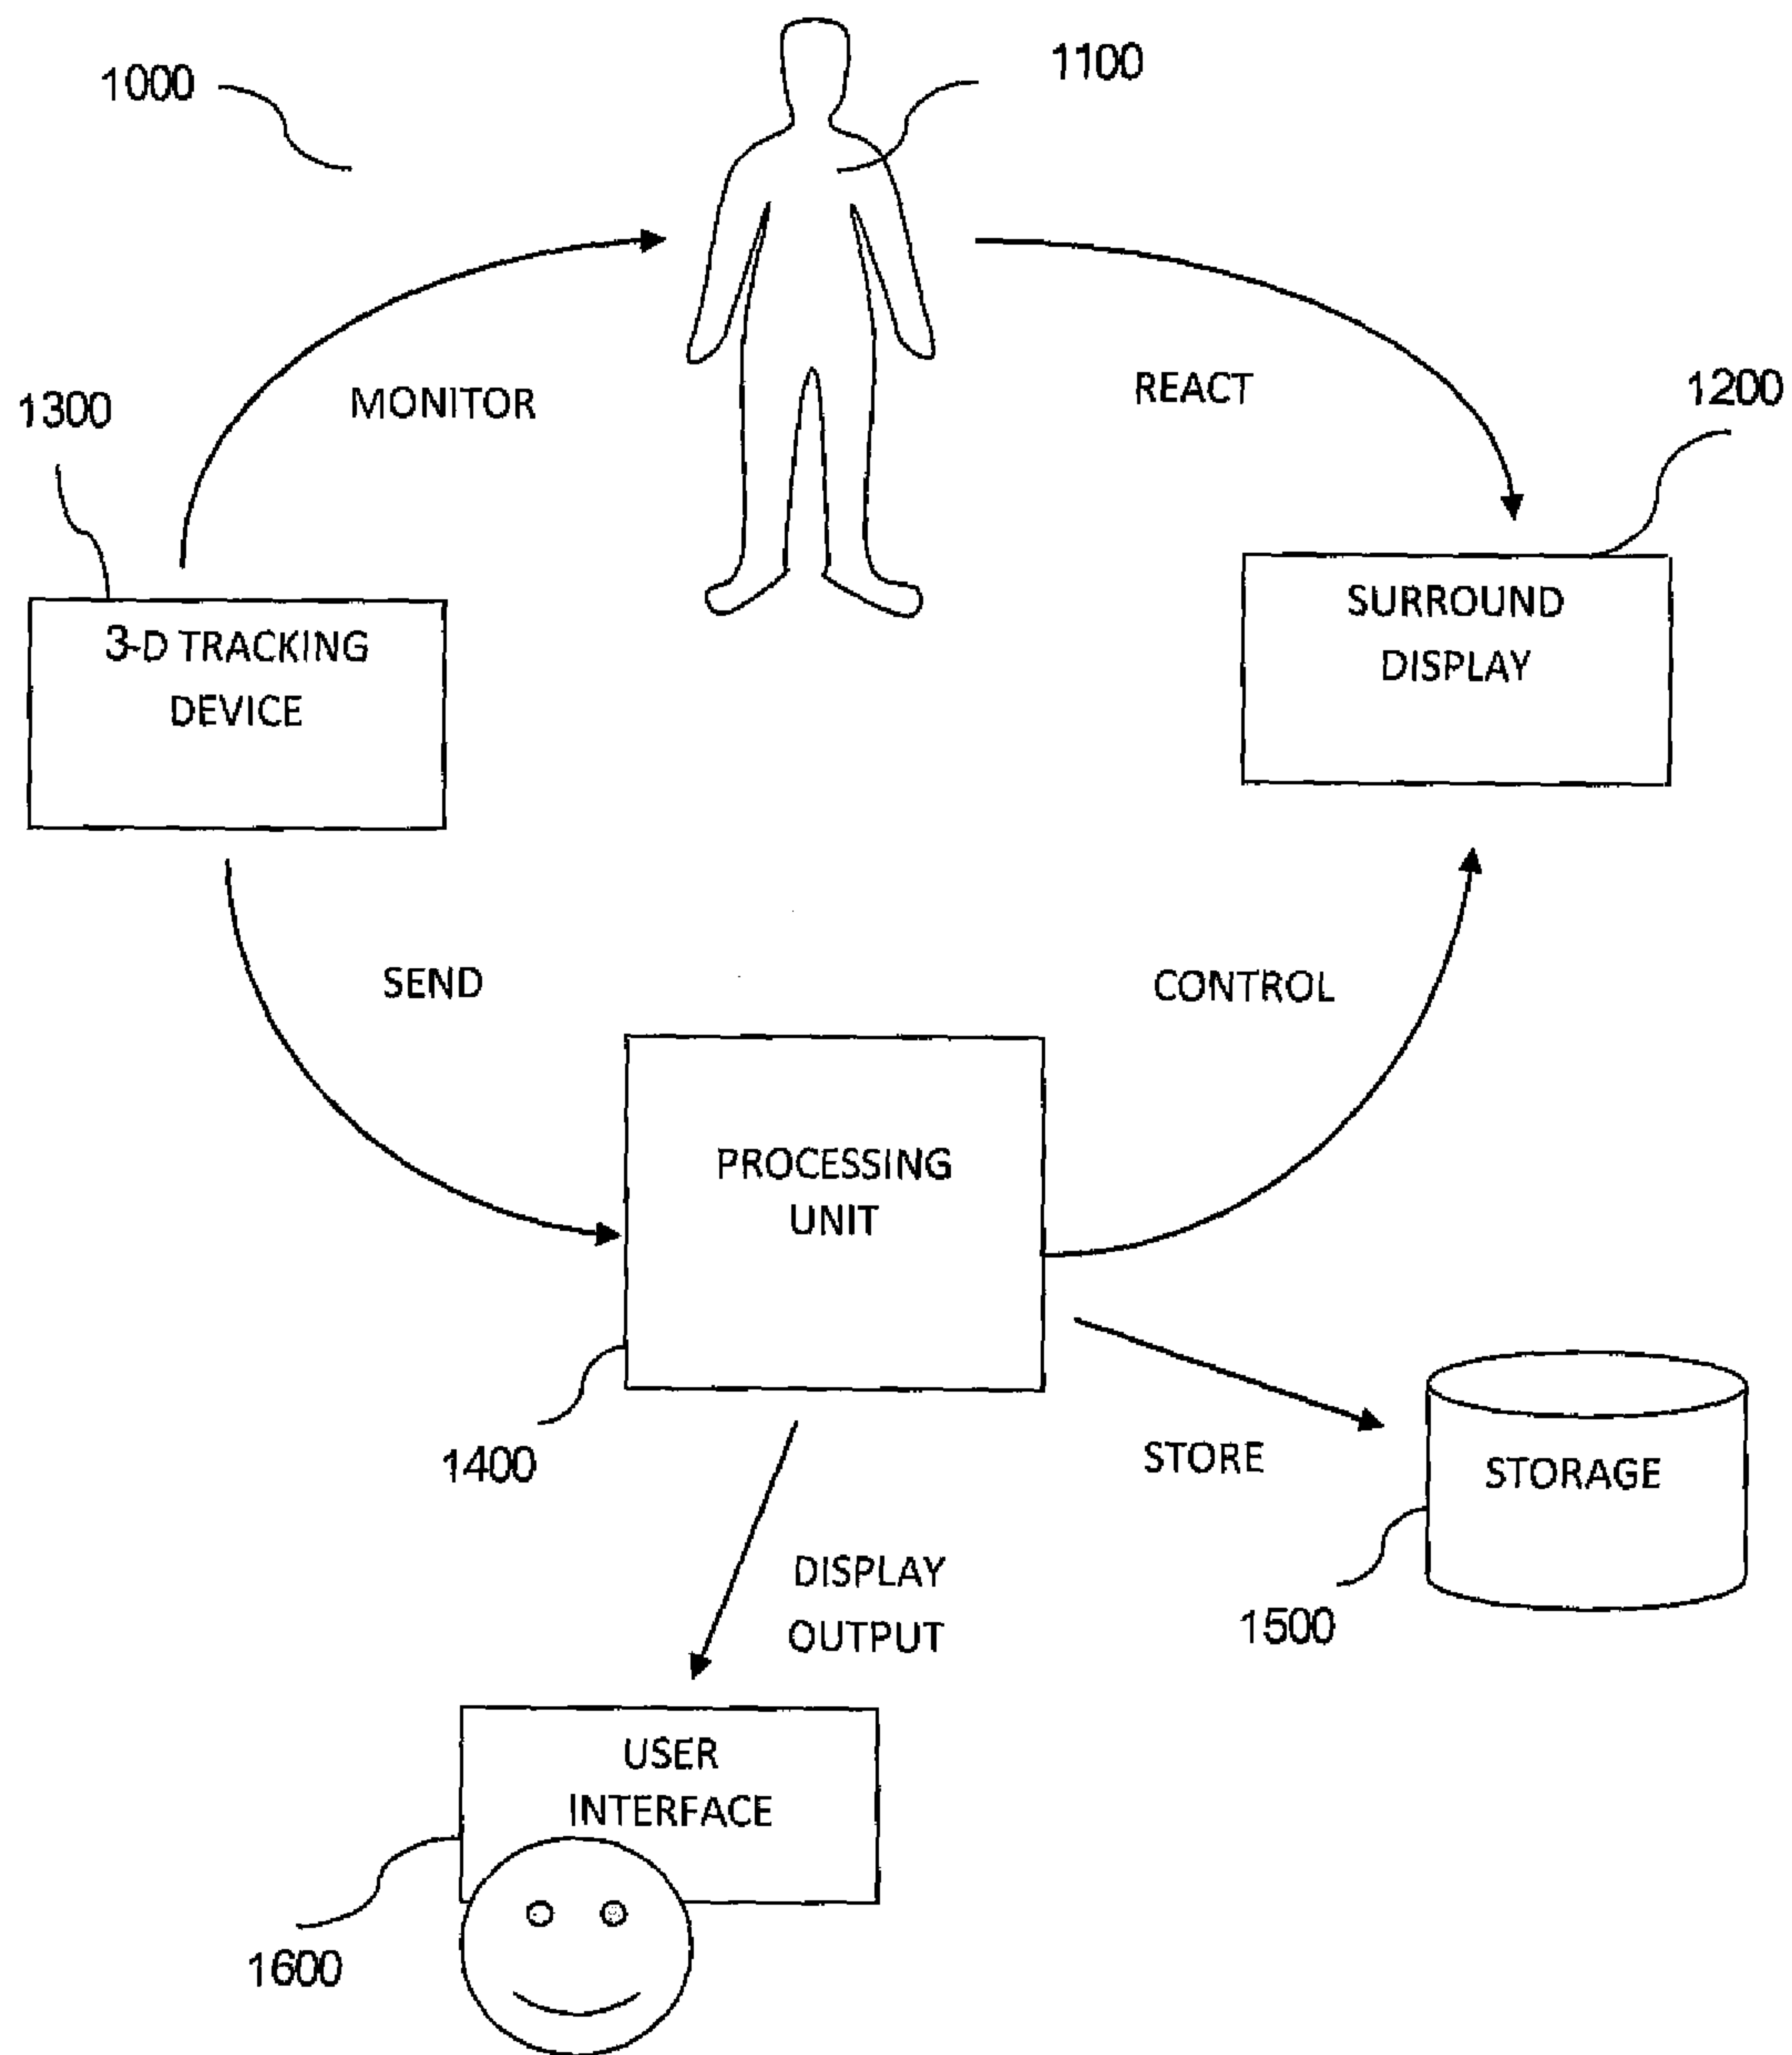 1000
1100
MONITOR
REACT
1300
1200
3-D TRACKING
DEVICE
SURROUND
DISPLAY
SEND
CONTROL
PROCESSING
UNIT
1400
STORE
STORAGE
1500
DISPLAY
OUTPUT
USER
INTERFACE
1600